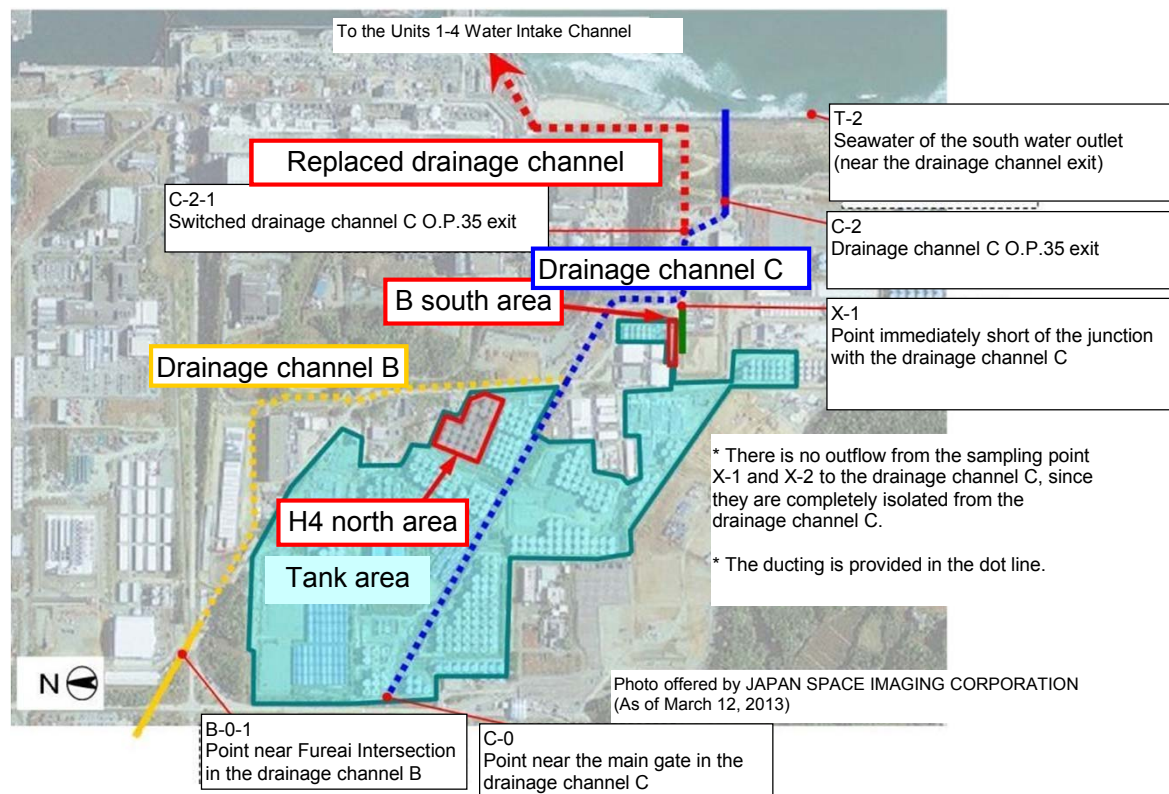 To the Units 1-4 Water Intake Channel
T-2
Seawater of the south water outlet
(near the drainage channel exit)
Replaced drainage channel
C-2-1
Switched drainage channel C O.P.35 exit
C-2
Drainage channel C O.P.35 exit
Drainage channel C
B south area
X-1
Point immediately short of the junction
with the drainage channel C
Drainage channel B
* There is no outflow from the sampling point
X-1 and X-2 to the drainage channel C, since
they are completely isolated from the
drainage channel C.
* The ducting is provided in the dot line.
H4 north area
Tank area
N
Photo offered by JAPAN SPACE IMAGING CORPORATION
(As of March 12, 2013)
B-0-1
Point near Fureai Intersection
in the drainage channel B
C-0
Point near the main gate in the
drainage channel C